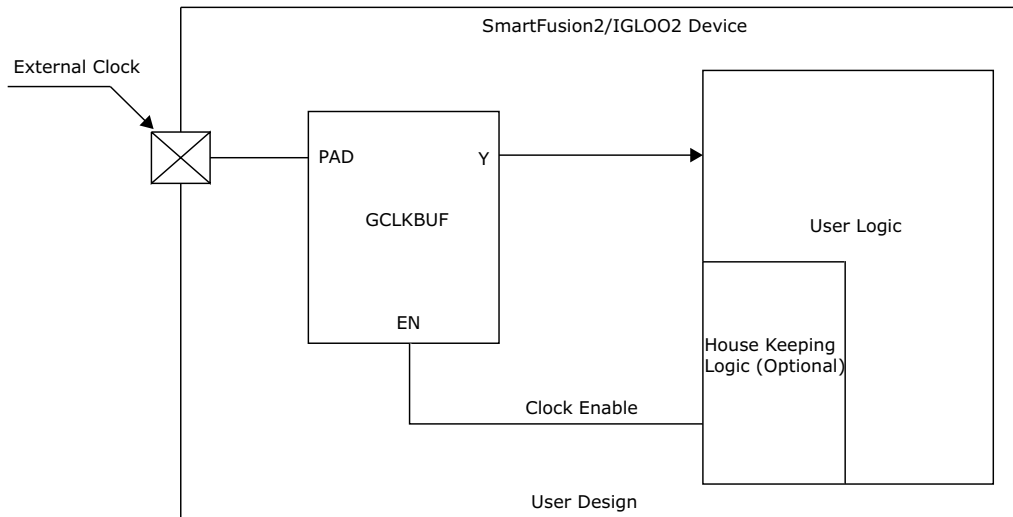 SmartFusion2/IGLOO2 Device
External Clock
PAD
Y
GCLKBUF
User Logic
EN
House Keeping
Logic (Optional)
Clock Enable
User Design